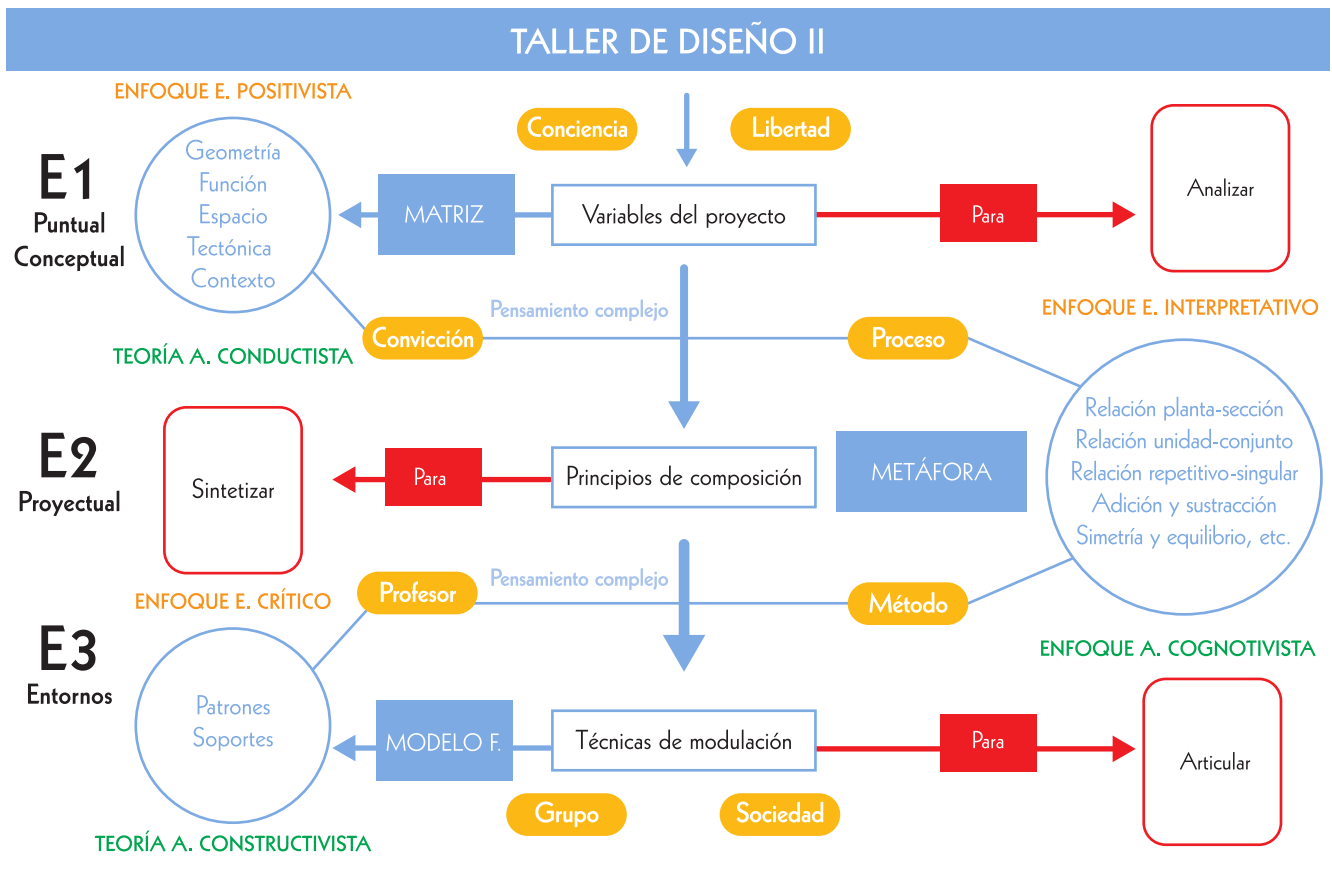 TALLER DE DISEÑO II
ENFOQUE E. POSITIVISTA
Conciencia
Libertad
E1
Puntual
Conceptual
Geometría
Función
Espacio
Tectónica
Contexto
MATRIZ
Variables del proyecto
Para
Analizar
ENFOQUE E. INTERPRETATIVO
Pensamiento complejo
Convicción
Proceso
TEORÍA A. CONDUCTISTA
E2
Proyectual
Sintetizar
Para
Principios de composición
METÁFORA
Relación planta-sección
Relación unidad-conjunto
Relación repetitivo-singular
Adición y sustracción
Simetría y equilibrio, etc.
Pensamiento complejo
Profesor
Método
ENFOQUE E. CRÍTICO
E3
Entornos
ENFOQUE A. COGNOTIVISTA
Patrones
Soportes
MODELO F.
Técnicas de modulación
Para
Articular
Grupo
Sociedad
TEORÍA A. CONSTRUCTIVISTA